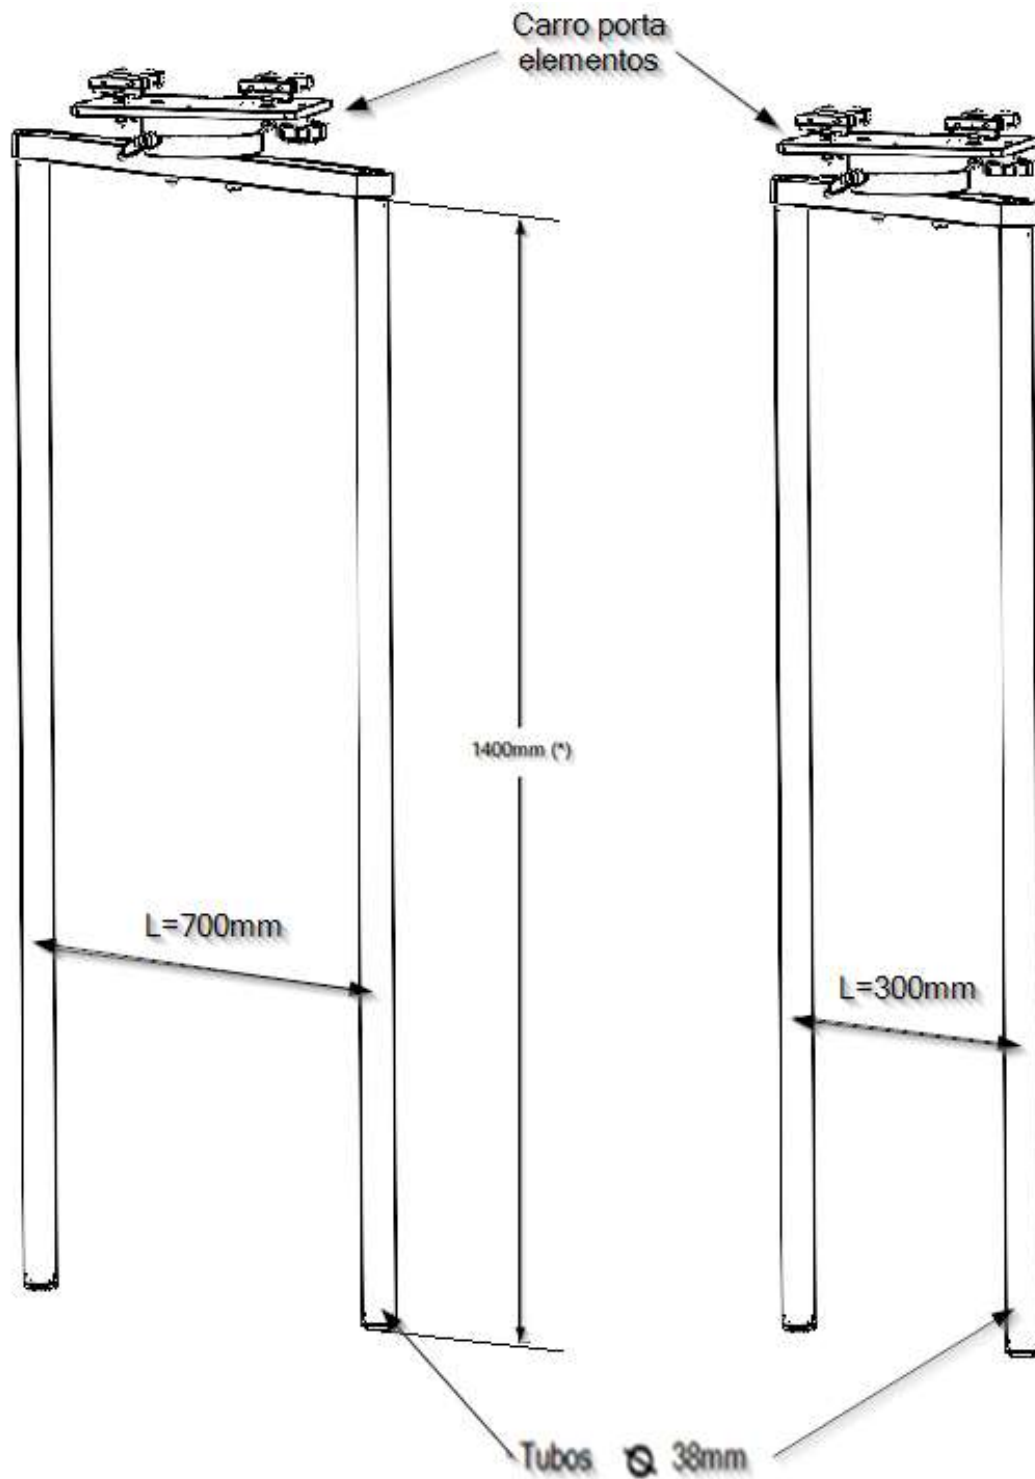 Carro porta
elementos
1400mm (*)
L=700mm
L=300mm
Tubos Ø 38mm